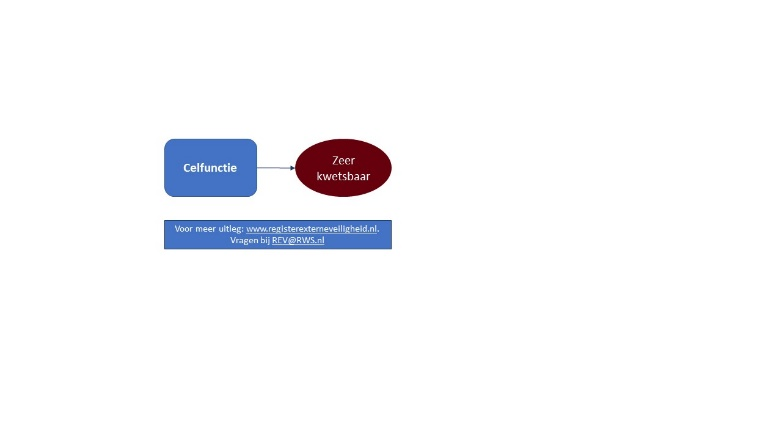 Celfunctie
Zeer
kwetsbaar
Voor meer uitleg: www.registerexterneveiligheid.nl.
Vragen bij REV@RWS.nl